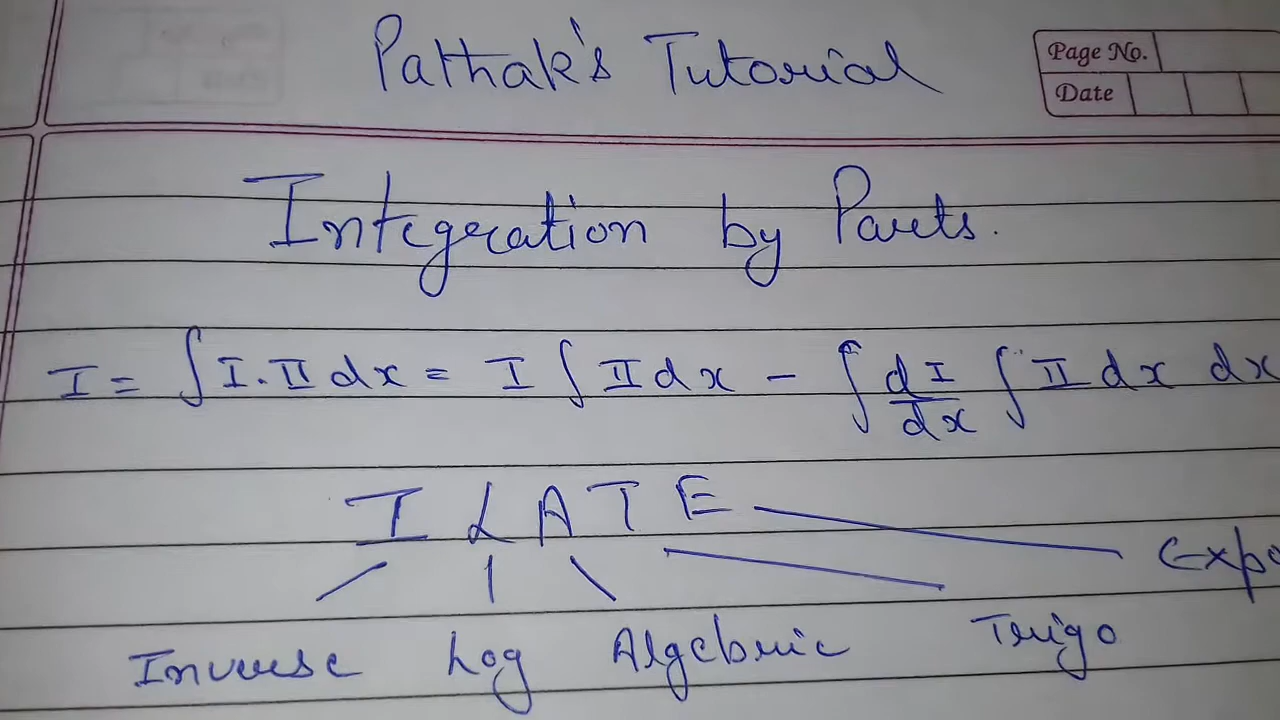 Pathak's Tutorial
Page No.
Date
Integration by Parts.
I = ∫ I . II dx = I ∫ II dx - ∫ dI/dx ∫ II dx dx
I L A T E
Expo
Inverse Log Algebric Trigo